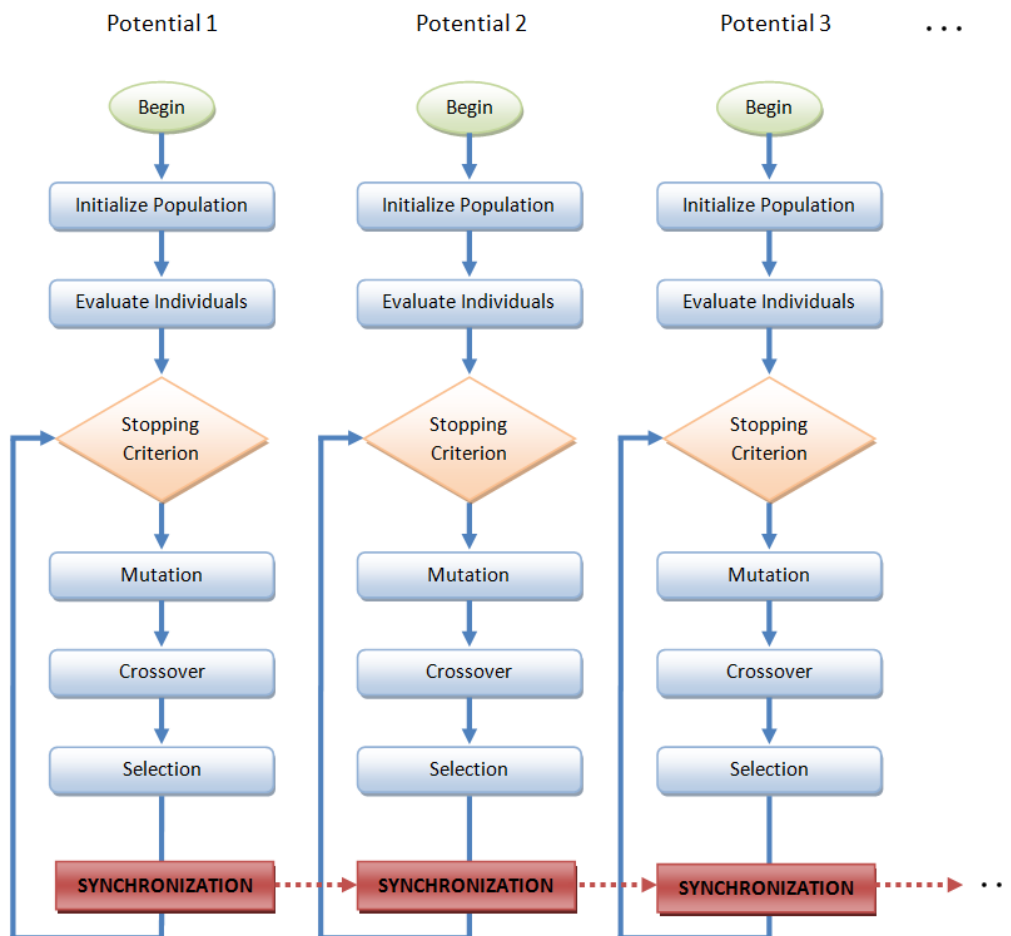 Potential 1
Potential 2
Potential 3
...
Begin
Begin
Begin
Initialize Population
Initialize Population
Initialize Population
Evaluate Individuals
Evaluate Individuals
Evaluate Individuals
Stopping
Criterion
Stopping
Criterion
Stopping
Criterion
Mutation
Mutation
Mutation
Crossover
Crossover
Crossover
Selection
Selection
Selection
SYNCHRONIZATION
SYNCHRONIZATION
SYNCHRONIZATION
..